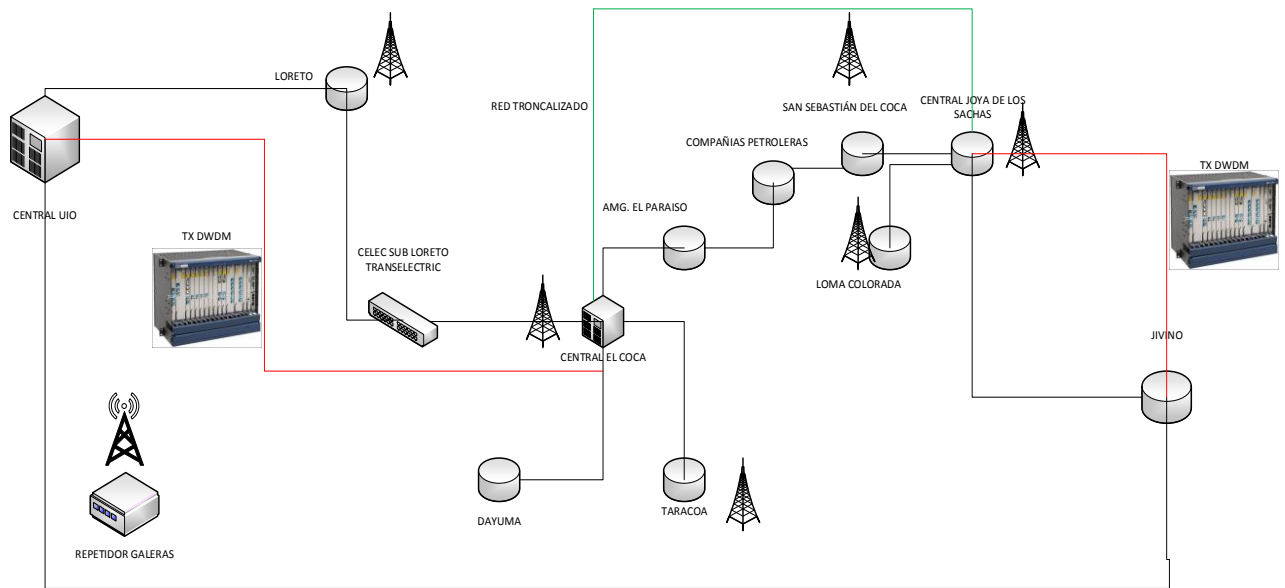 LORETO
RED TRONCALIZADO
SAN SEBASTIÁN DEL COCA
CENTRAL JOYA DE LOS
SACHAS
COMPAÑIAS PETROLERAS
TX DWDM
CENTRAL UIO
AMG. EL PARAISO
TX DWDM
CELEC SUB LORETO
TRANSELECTRIC
LOMA COLORADA
JIVINO
CENTRAL EL COCA
DAYUMA
TARACOA
REPETIDOR GALERAS